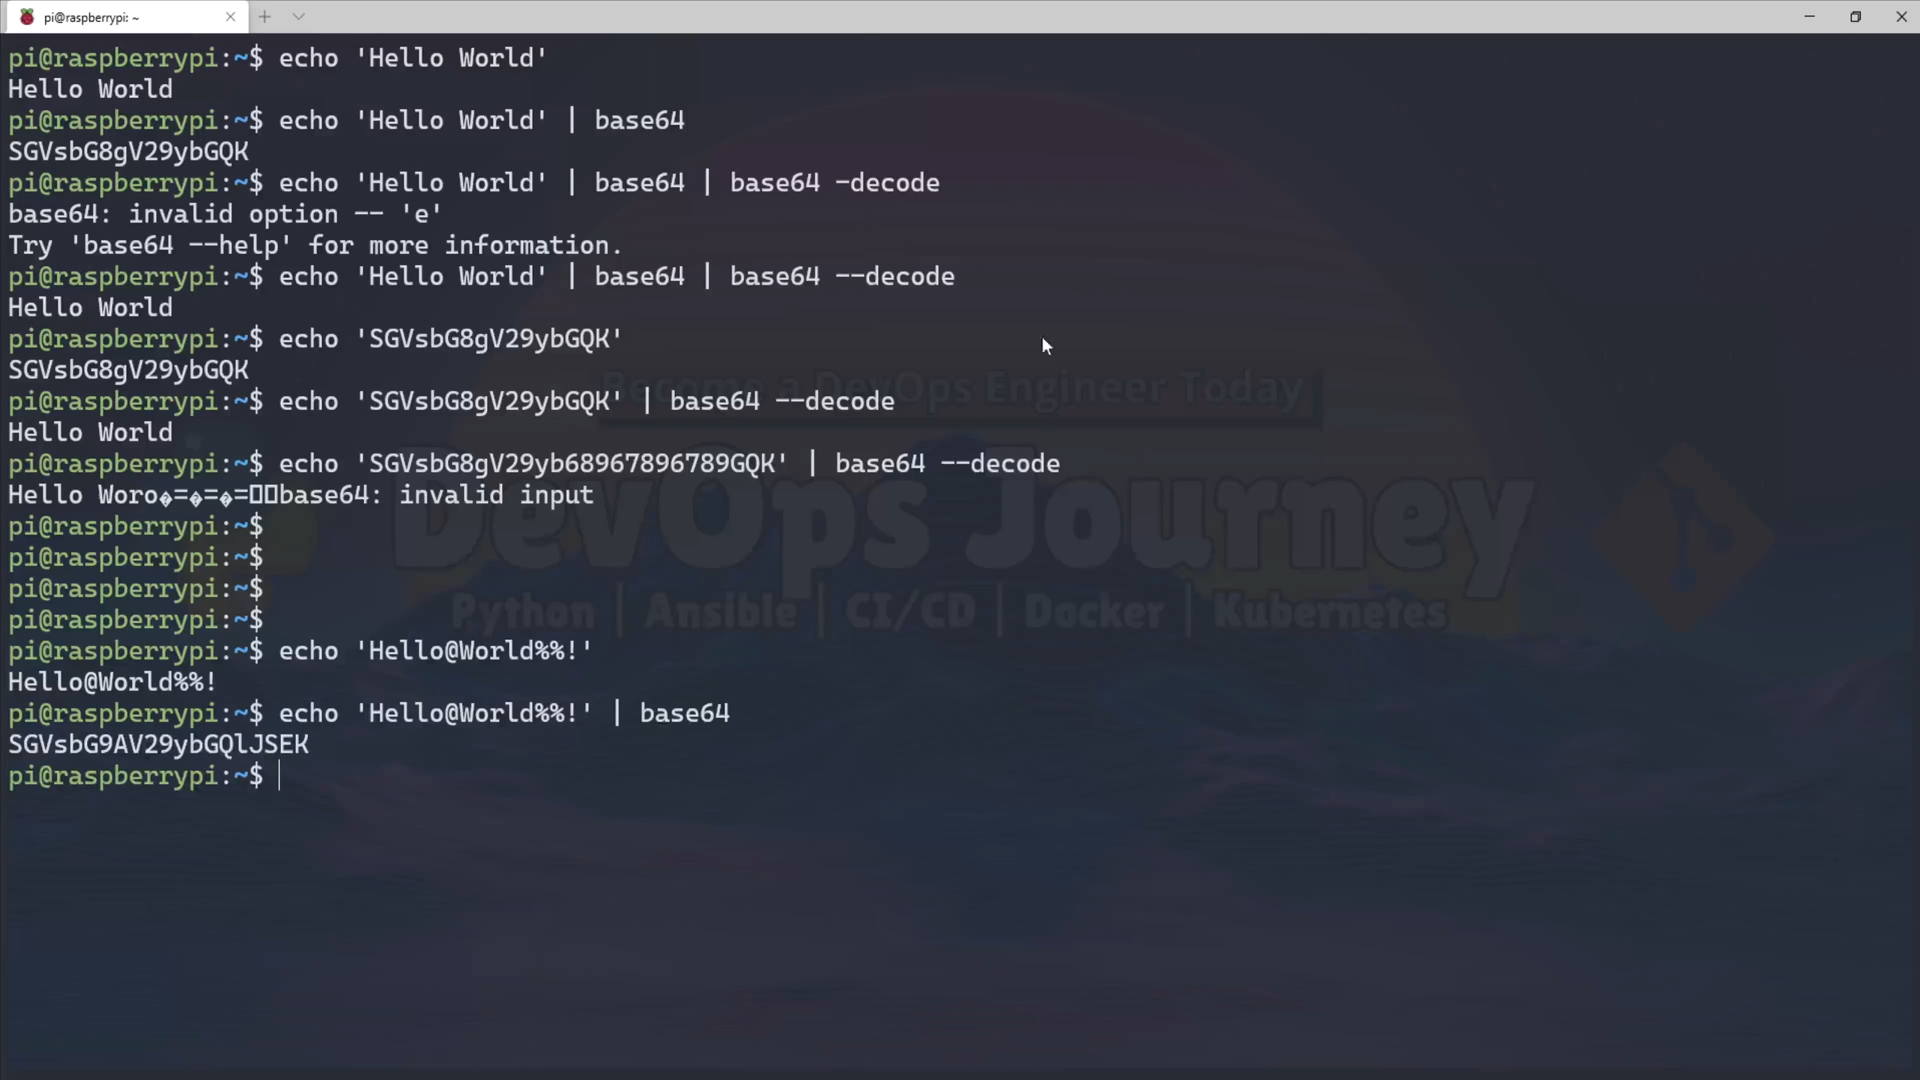 pi@raspberrypi: ~
pi@raspberrypi:~$ echo 'Hello World'
Hello World
pi@raspberrypi:~$ echo 'Hello World' | base64
SGVsbG8gV29ybGQK
pi@raspberrypi:~$ echo 'Hello World' | base64 | base64 -decode
base64: invalid option -- 'e'
Try 'base64 --help' for more information.
pi@raspberrypi:~$ echo 'Hello World' | base64 | base64 --decode
Hello World
pi@raspberrypi:~$ echo 'SGVsbG8gV29ybGQK'
SGVsbG8gV29ybGQK
Become a DevOps Engineer Today
pi@raspberrypi:~$ echo 'SGVsbG8gV29ybGQK' | base64 --decode
Hello World
pi@raspberrypi:~$ echo 'SGVsbG8gV29yb68967896789GQK' | base64 --decode
Hello Woro�=�=�=base64: invalid input
DevOps Journey
pi@raspberrypi:~$
pi@raspberrypi:~$
pi@raspberrypi:~$
Python | Ansible | CI/CD | Docker | Kubernetes
pi@raspberrypi:~$
pi@raspberrypi:~$ echo 'Hello@World%%!'
Hello@World%%!
pi@raspberrypi:~$ echo 'Hello@World%%!' | base64
SGVsbG9AV29ybGQlJSEK
pi@raspberrypi:~$